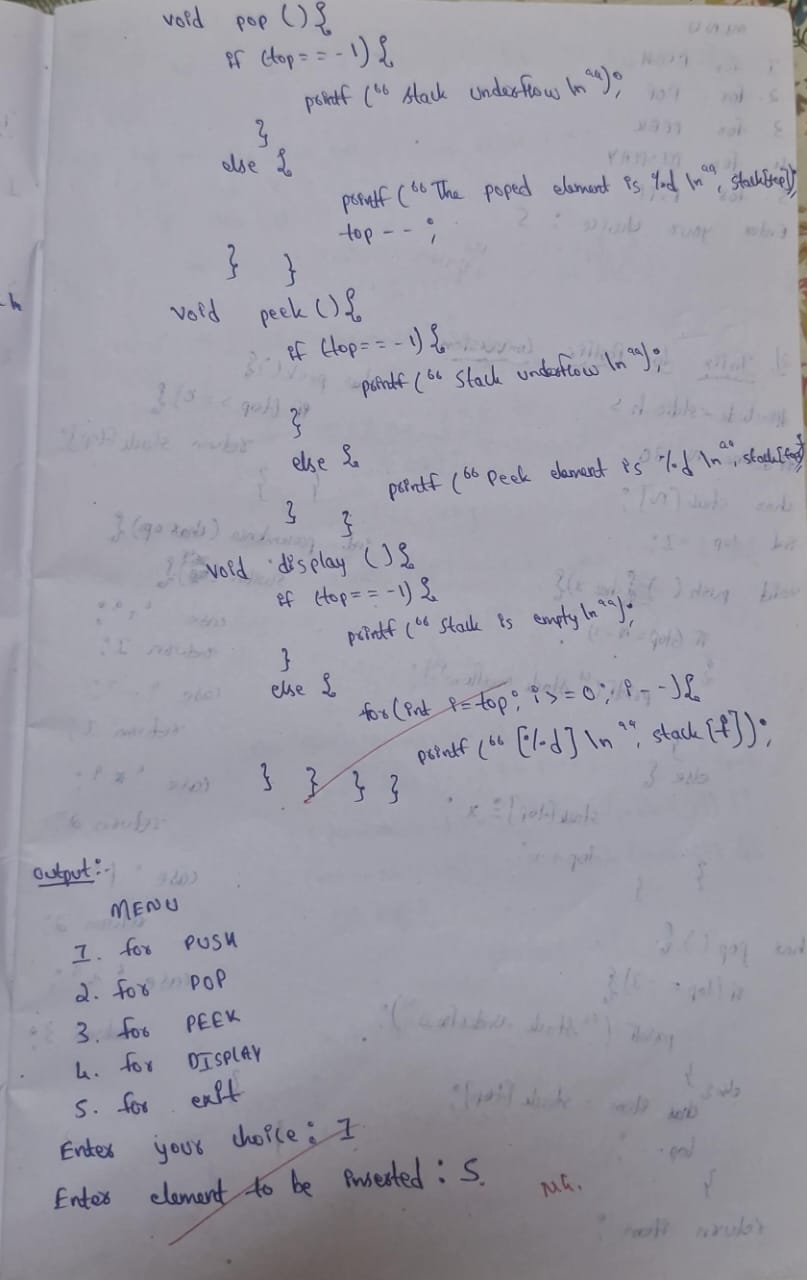 void pop () {
if (top == -1) {
printf (“ stack underflow \n”);
}
else {
printf (“ The poped element is %d \n”, stack[top]);
top - - ;
} }
void peek () {
if (top == -1) {
printf (“ Stack underflow \n”);
}
else {
printf (“ Peek element is %d \n”, stack[top]);
} }
void display () {
if (top == -1) {
printf (“ Stack is empty \n”);
}
else {
for (int i = top; i >= 0; i - - ) {
printf (“ [%d] \n”, stack [i]);
} } } }
Output:-
MENU
1. for PUSH
2. for POP
3. for PEEK
4. for DISPLAY
5. for exit
Enter your choice : 1
Enter element to be inserted : 5.